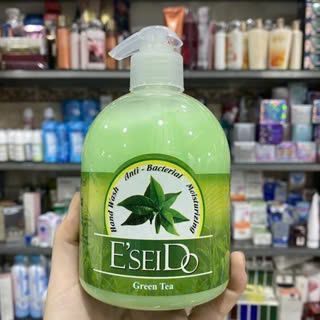 Hand Wash Anti - Bacterial Moisturizing
E'SEIDO
Green Tea